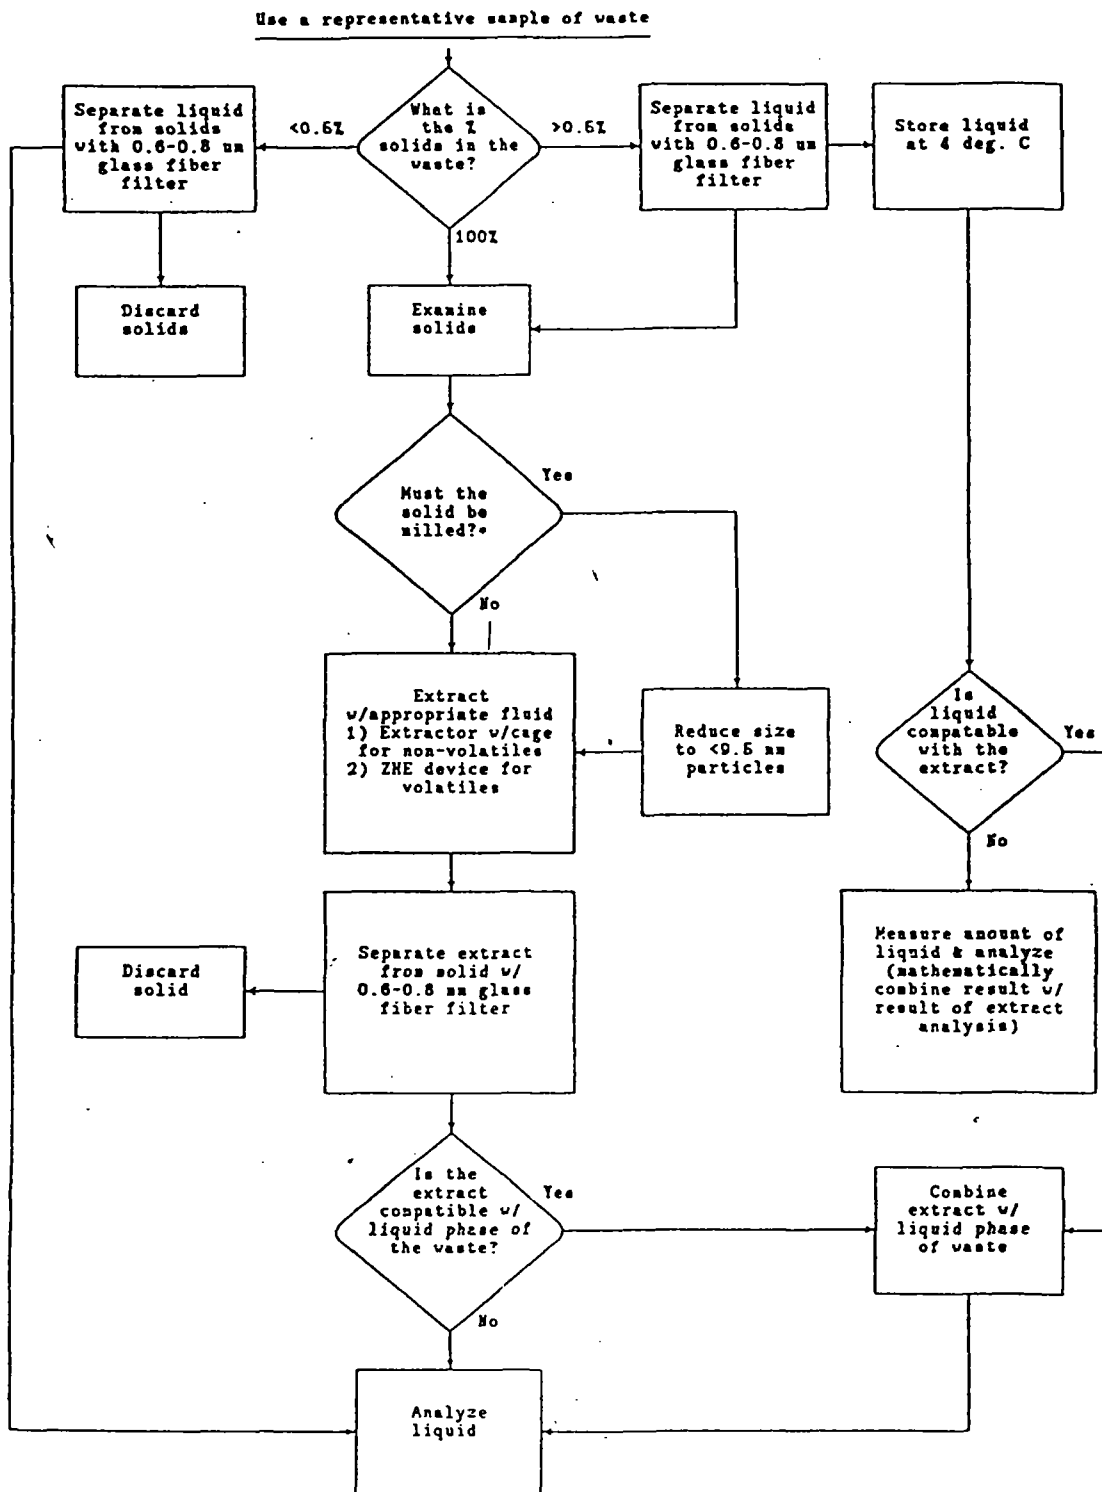 Use a representative sample of waste
Separate liquid
from solids
with 0.6-0.8 um
glass fiber
filter
<0.5%
What is
the %
solids in the
waste?
>0.5%
Separate liquid
from solids
with 0.6-0.8 um
glass fiber
filter
Store liquid
at 4 deg. C
100%
Discard
solids
Examine
solids
Must the
solid be
milled?*
Yes
No
Extract
w/appropriate fluid
1) Extractor w/cage
for non-volatiles
2) ZHE device for
volatiles
Reduce size
to <9.5 mm
particles
Is
liquid
compatable
with the
extract?
Yes
No
Discard
solid
Separate extract
from solid w/
0.6-0.8 um glass
fiber filter
Measure amount of
liquid & analyze
(mathematically
combine result w/
result of extract
analysis)
Is the
extract
compatible w/
liquid phase of
the waste?
Yes
No
Combine
extract w/
liquid phase
of waste
Analyze
liquid